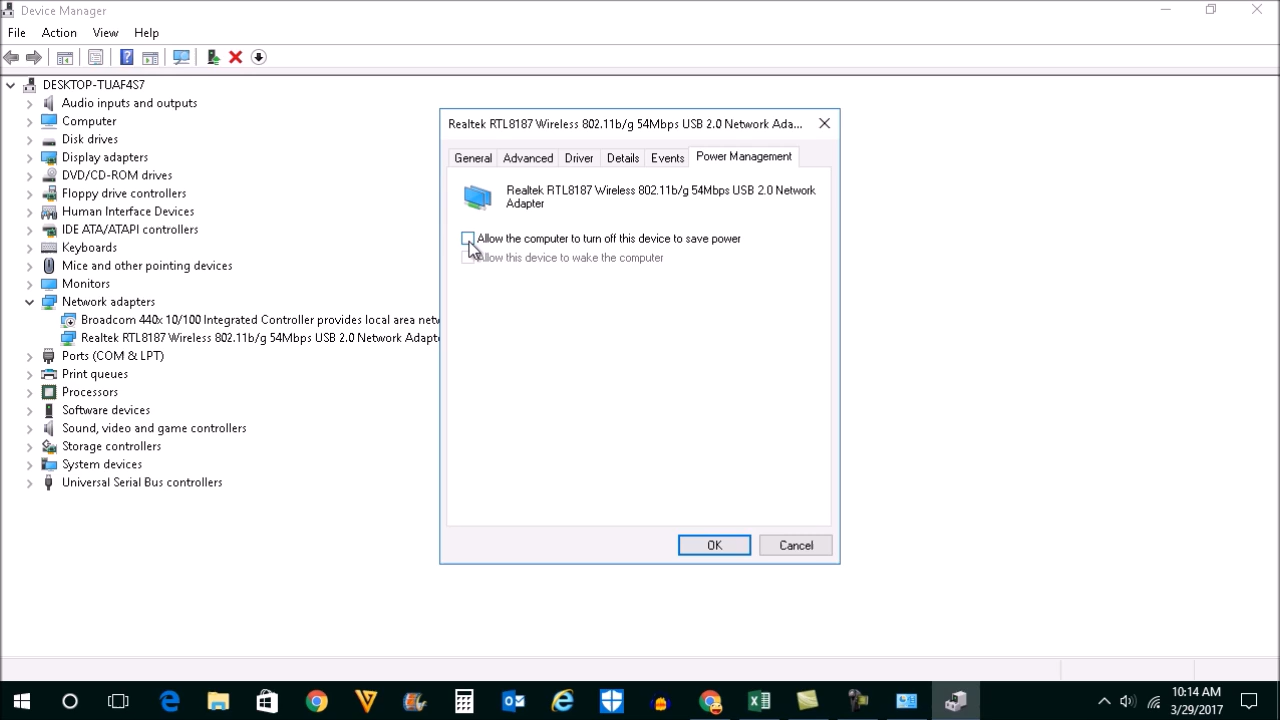 Device Manager
File Action View Help
DESKTOP-TUAF4S7
Audio inputs and outputs
Computer
Disk drives
Display adapters
DVD/CD-ROM drives
Floppy drive controllers
Human Interface Devices
IDE ATA/ATAPI controllers
Keyboards
Mice and other pointing devices
Monitors
Network adapters
Broadcom 440x 10/100 Integrated Controller provides local area netw
Realtek RTL8187 Wireless 802.11b/g 54Mbps USB 2.0 Network Adapte
Ports (COM & LPT)
Print queues
Processors
Software devices
Sound, video and game controllers
Storage controllers
System devices
Universal Serial Bus controllers
Realtek RTL8187 Wireless 802.11b/g 54Mbps USB 2.0 Network Ada...
General Advanced Driver Details Events Power Management
Realtek RTL8187 Wireless 802.11b/g 54Mbps USB 2.0 Network
Adapter
Allow the computer to turn off this device to save power
Allow this device to wake the computer
OK Cancel
10:14 AM
3/29/2017